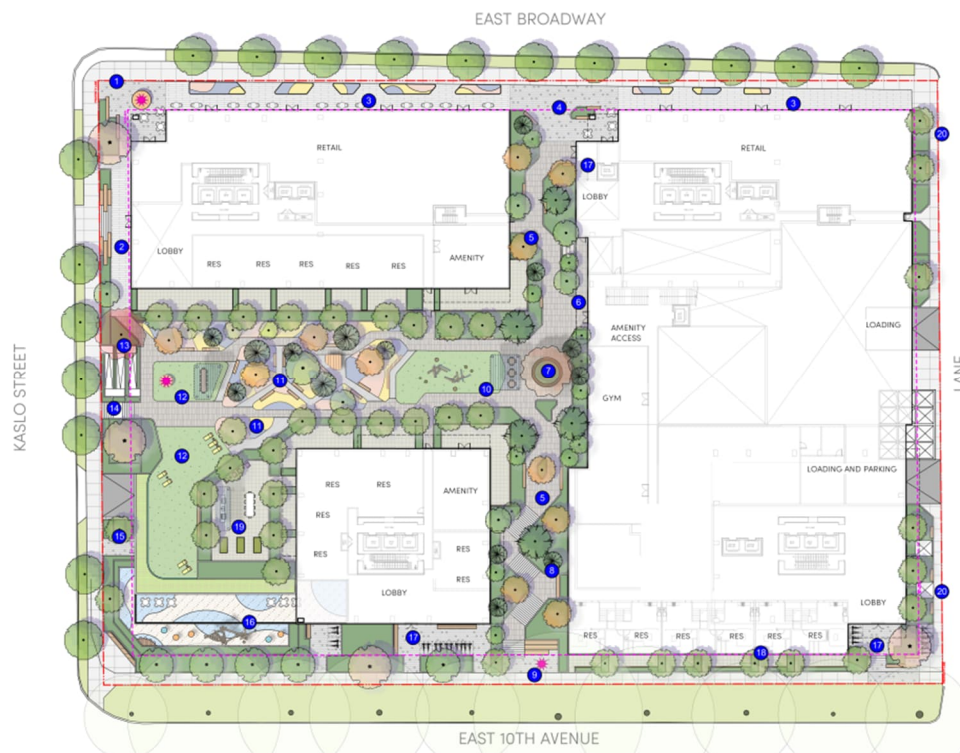 EAST BROADWAY
1
3
4
3
20
RETAIL
RETAIL
17
LOBBY
2
5
LOBBY
RES
RES
RES
RES
RES
AMENITY
6
AMENITY
ACCESS
LOADING
13
KASLO STREET
LANE
12
11
10
7
GYM
14
11
12
LOADING AND PARKING
RES
RES
AMENITY
5
RES
19
15
RES
RES
8
RES
LOBBY
20
LOBBY
16
17
RES
RES
RES
RES
RES
RES
17
18
9
EAST 10TH AVENUE